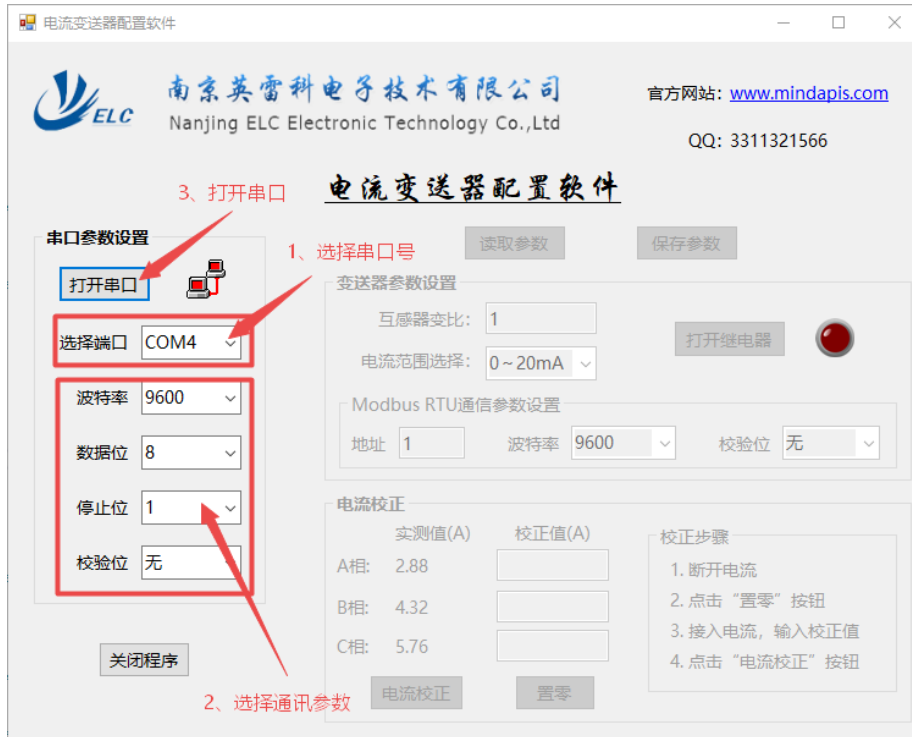 电流变送器配置软件
ELC
南京英雷科电子技术有限公司
Nanjing ELC Electronic Technology Co.,Ltd
官方网站：www.mindapis.com
QQ：3311321566
电流变送器配置软件
3、打开串口
串口参数设置
打开串口
1、选择串口号
选择端口 COM4
波特率 9600
数据位 8
停止位 1
校验位 无
关闭程序
2、选择通讯参数
读取参数 保存参数
变送器参数设置
互感器变比： 1
电流范围选择： 0~20mA
打开继电器
Modbus RTU通信参数设置
地址 1 波特率 9600 校验位 无
电流校正
实测值(A) 校正值(A)
A相： 2.88
B相： 4.32
C相： 5.76
电流校正 置零
校正步骤
1. 断开电流
2. 点击“置零”按钮
3. 接入电流，输入校正值
4. 点击“电流校正”按钮